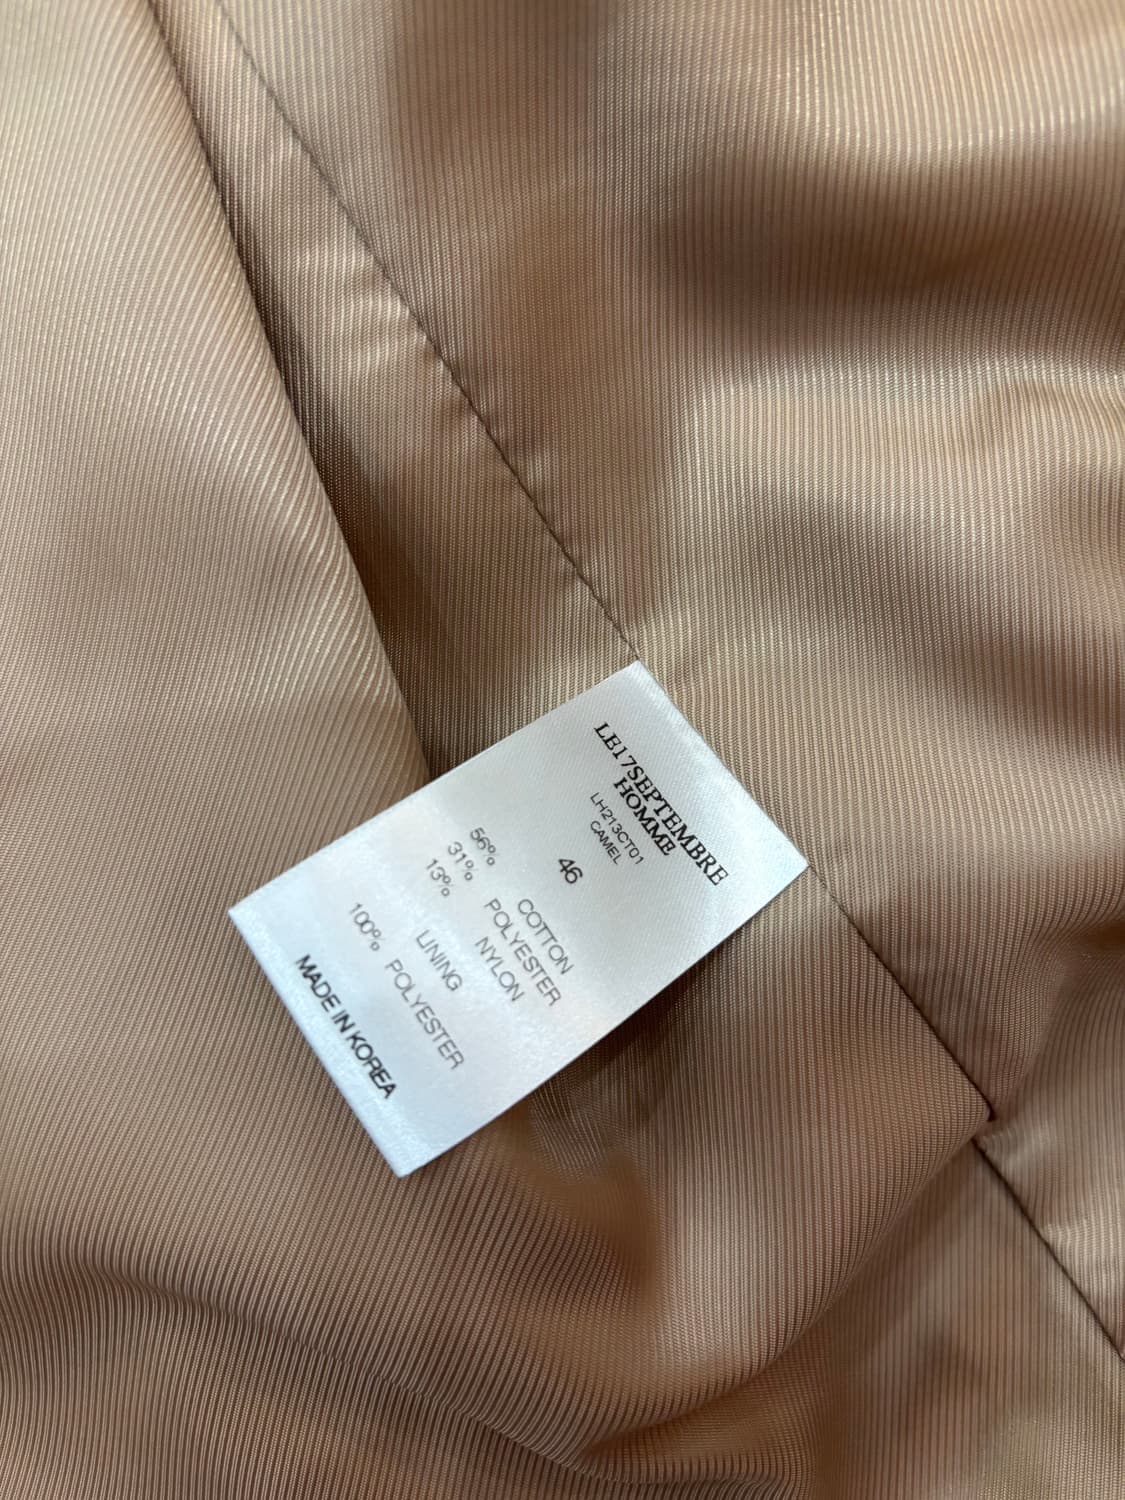 LE17SEPTEMBRE
HOMME
LH213CT01
CAMEL
46
56% COTTON
31% POLYESTER
13% NYLON
LINING
100% POLYESTER
MADE IN KOREA